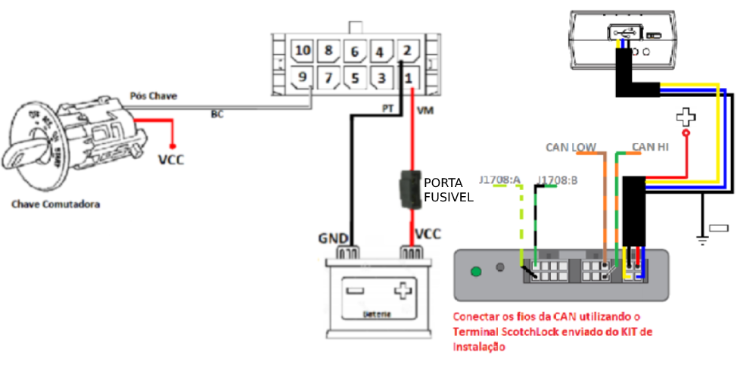 10 8 6 4 2
9 7 5 3 1
Pós Chave
BC
PT
VM
VCC
Chave Comutadora
PORTA
FUSIVEL
GND
VCC
Bateria
CAN LOW
CAN HI
J1708:A
J1708:B
Conectar os fios da CAN utilizando o
Terminal ScotchLock enviado do KIT de
Instalação